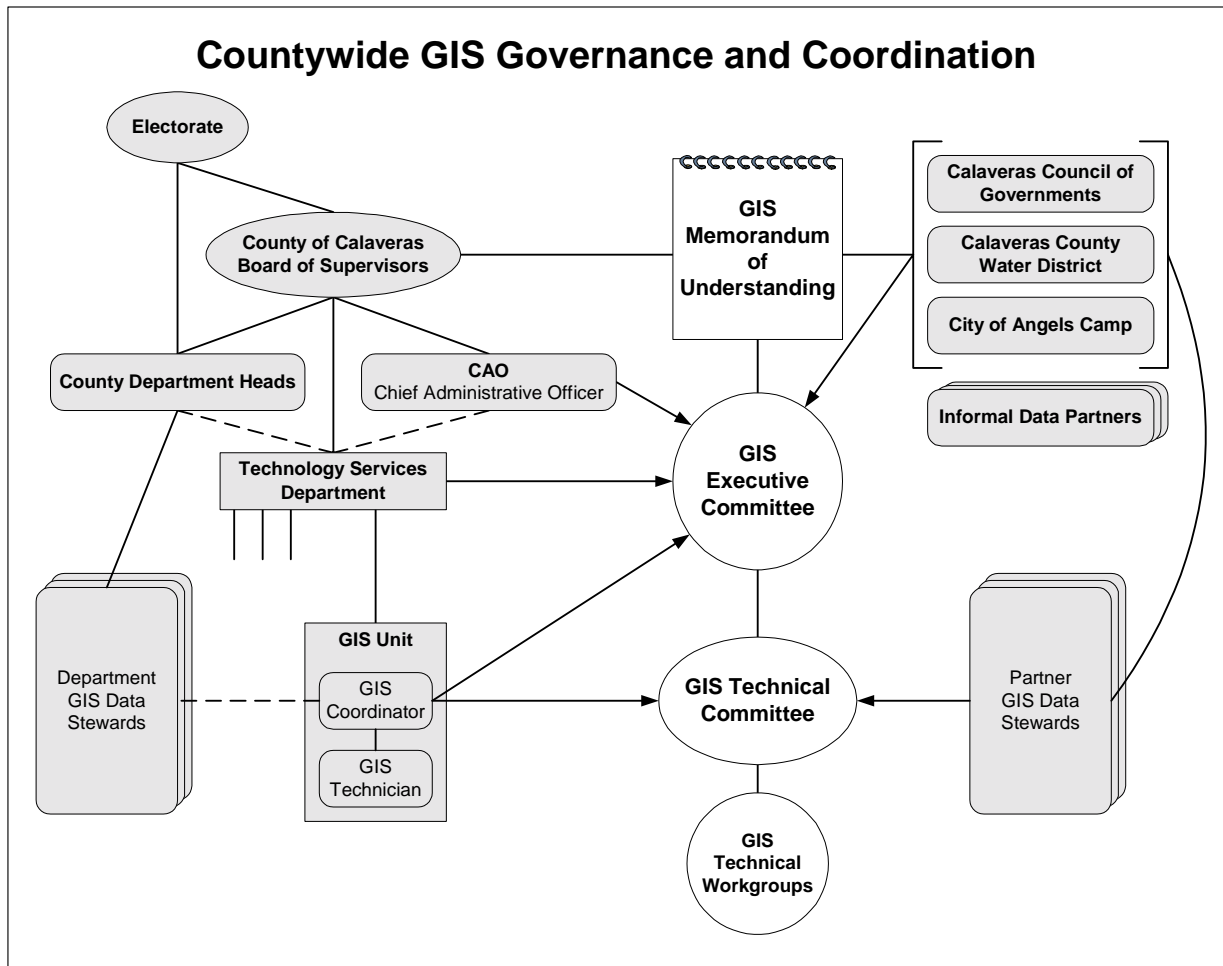 Countywide GIS Governance and Coordination
Electorate
County of Calaveras
Board of Supervisors
GIS
Memorandum
of
Understanding
Calaveras Council of
Governments
Calaveras County
Water District
City of Angels Camp
Informal Data Partners
County Department Heads
CAO
Chief Administrative Officer
Technology Services
Department
GIS
Executive
Committee
Department
GIS Data
Stewards
GIS Unit
GIS
Coordinator
GIS
Technician
GIS Technical
Committee
Partner
GIS Data
Stewards
GIS
Technical
Workgroups